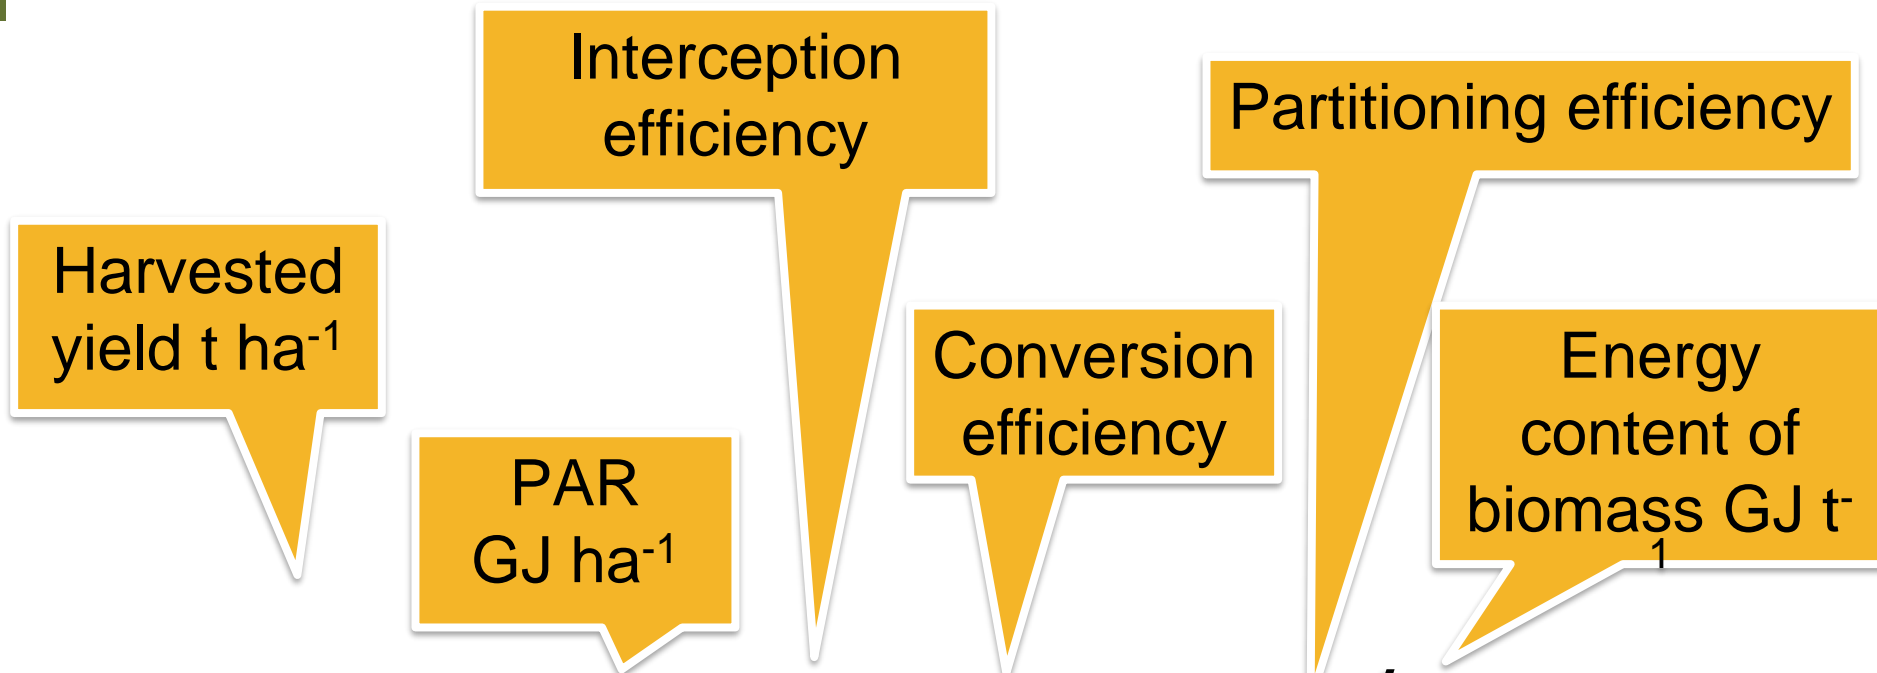 Interception
efficiency
Partitioning efficiency
Harvested
yield t ha⁻¹
Conversion
efficiency
Energy
content of
biomass GJ t⁻
¹
PAR
GJ ha⁻¹